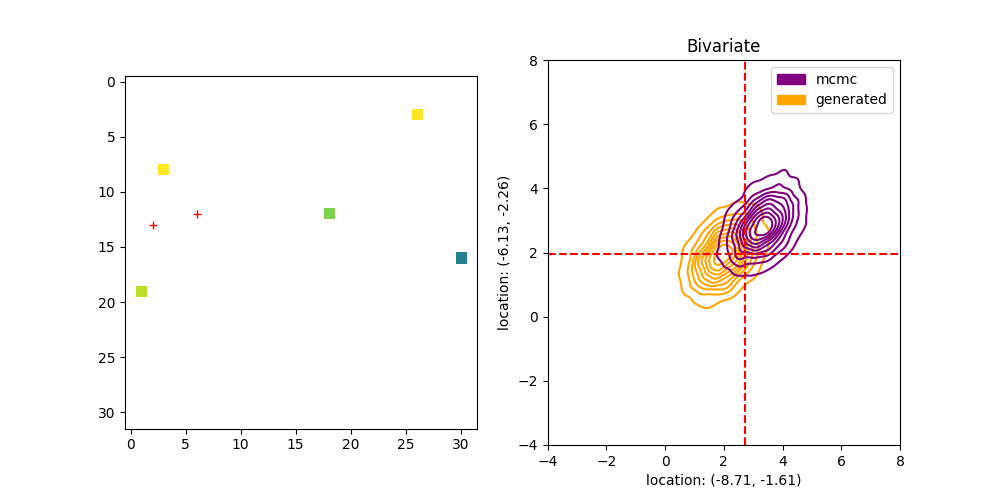 Bivariate
mcmc
generated
0
5
10
15
20
25
30
0 5 10 15 20 25 30
8
6
4
2
0
−2
−4
−4 −2 0 2 4 6 8
location: (-6.13, -2.26)
location: (-8.71, -1.61)